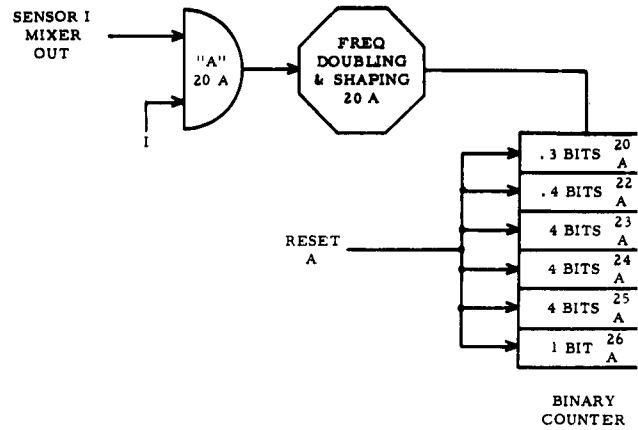 SENSOR I
MIXER
OUT
"A"
20 A
I
FREQ
DOUBLING
& SHAPING
20 A
.3 BITS 20 A
.4 BITS 22 A
4 BITS 23 A
4 BITS 24 A
4 BITS 25 A
1 BIT 26 A
RESET
A
BINARY
COUNTER